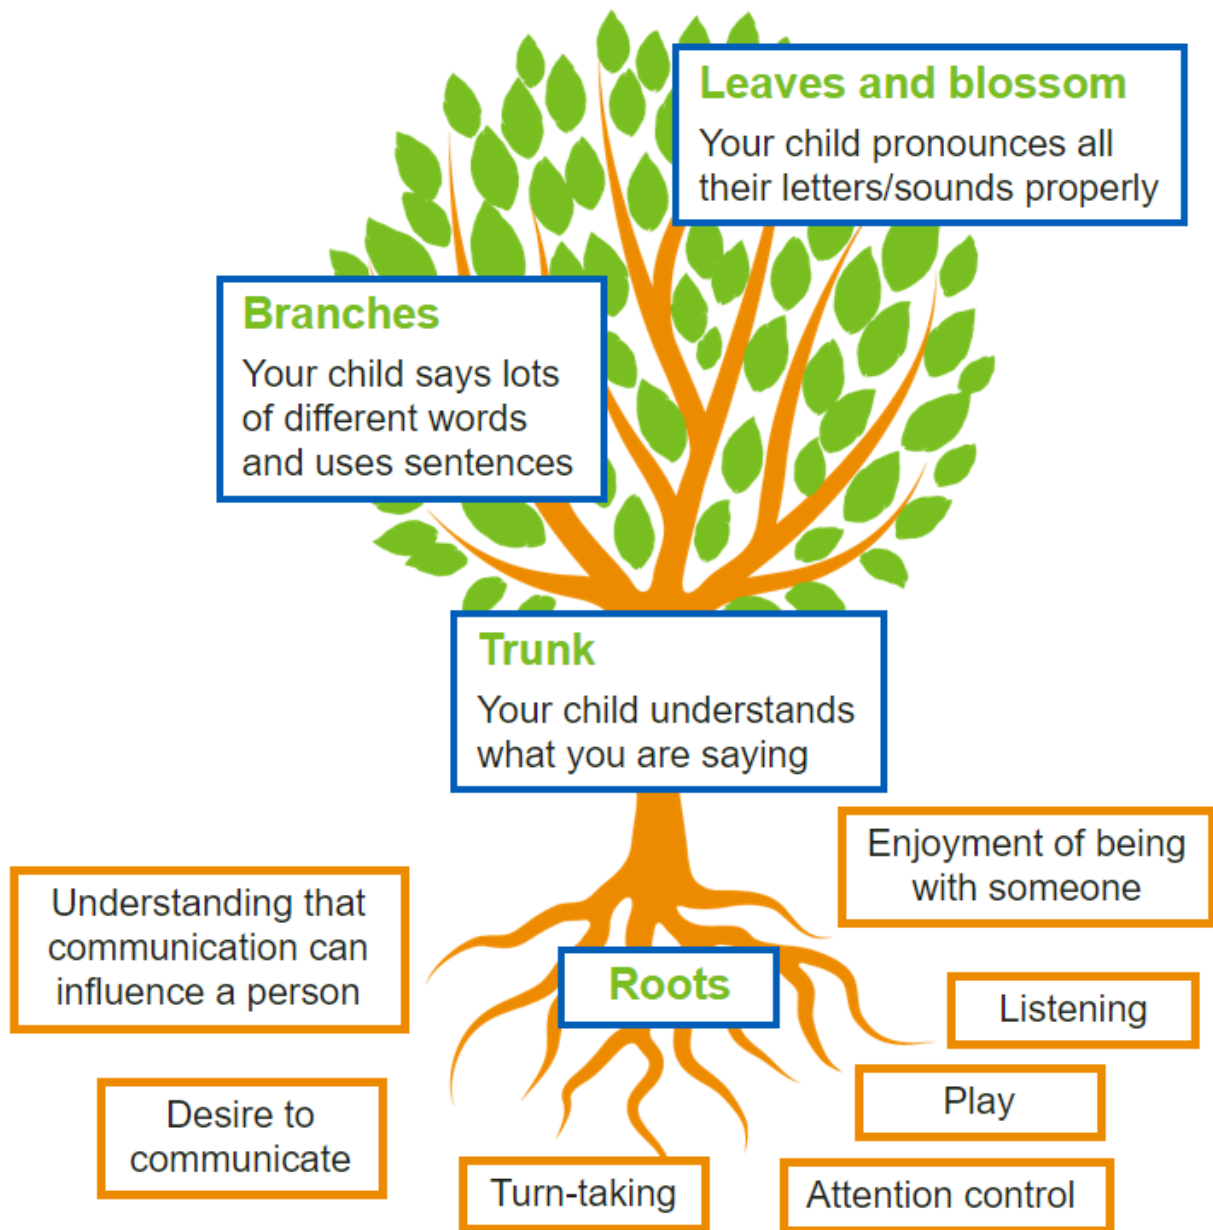 Leaves and blossom
Your child pronounces all
their letters/sounds properly
Branches
Your child says lots
of different words
and uses sentences
Trunk
Your child understands
what you are saying
Enjoyment of being
with someone
Understanding that
communication can
influence a person
Roots
Listening
Play
Desire to
communicate
Turn-taking
Attention control